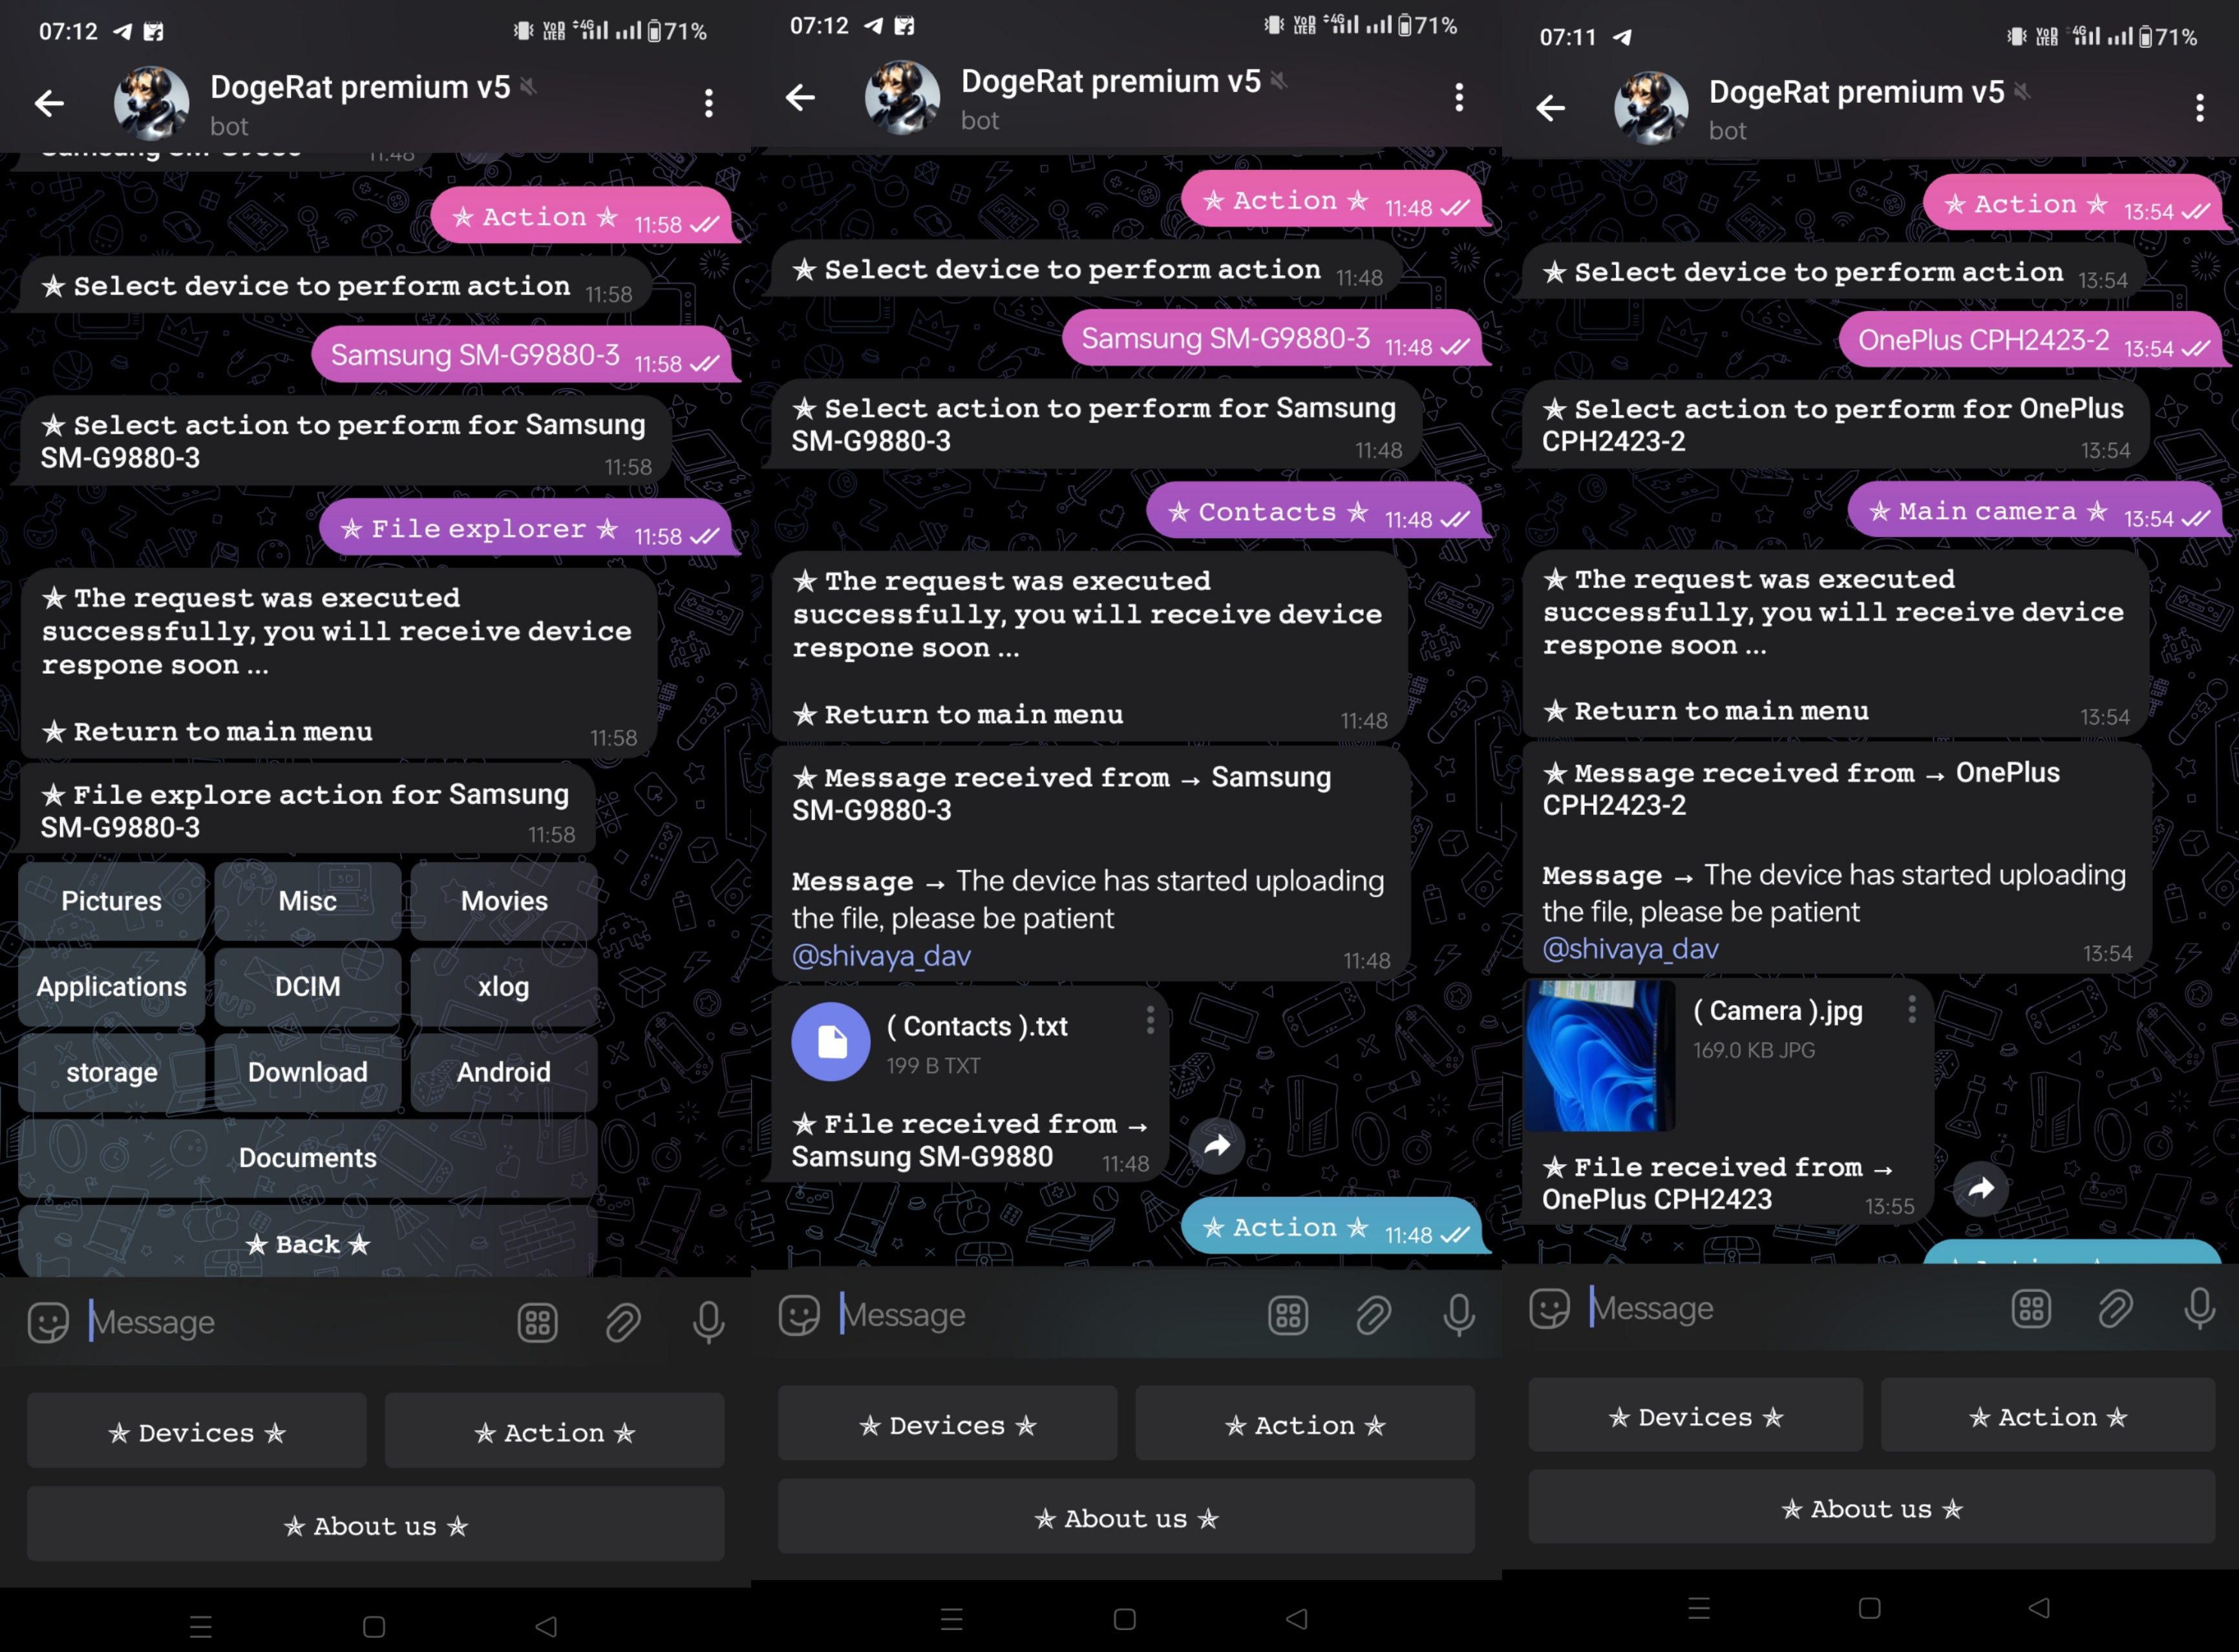 07:12
71%
DogeRat premium v5
bot
11:48
✯ Action ✯ 11:58
✯ Select device to perform action 11:58
Samsung SM-G9880-3 11:58
✯ Select action to perform for Samsung
SM-G9880-3 11:58
✯ File explorer ✯ 11:58
✯ The request was executed
successfully, you will receive device
respone soon ...
✯ Return to main menu 11:58
✯ File explore action for Samsung
SM-G9880-3 11:58
Pictures Misc Movies
Applications DCIM xlog
storage Download Android
Documents
✯ Back ✯
Message
✯ Devices ✯ ✯ Action ✯
✯ About us ✯
07:12
71%
DogeRat premium v5
bot
✯ Action ✯ 11:48
✯ Select device to perform action 11:48
Samsung SM-G9880-3 11:48
✯ Select action to perform for Samsung
SM-G9880-3 11:48
✯ Contacts ✯ 11:48
✯ The request was executed
successfully, you will receive device
respone soon ...
✯ Return to main menu 11:48
✯ Message received from → Samsung
SM-G9880-3
Message → The device has started uploading
the file, please be patient
@shivaya_dav 11:48
( Contacts ).txt
199 B TXT
✯ File received from →
Samsung SM-G9880 11:48
✯ Action ✯ 11:48
Message
✯ Devices ✯ ✯ Action ✯
✯ About us ✯
07:11
71%
DogeRat premium v5
bot
✯ Action ✯ 13:54
✯ Select device to perform action 13:54
OnePlus CPH2423-2 13:54
✯ Select action to perform for OnePlus
CPH2423-2 13:54
✯ Main camera ✯ 13:54
✯ The request was executed
successfully, you will receive device
respone soon ...
✯ Return to main menu 13:54
✯ Message received from → OnePlus
CPH2423-2
Message → The device has started uploading
the file, please be patient
@shivaya_dav 13:54
( Camera ).jpg
169.0 KB JPG
✯ File received from →
OnePlus CPH2423 13:55
Message
✯ Devices ✯ ✯ Action ✯
✯ About us ✯